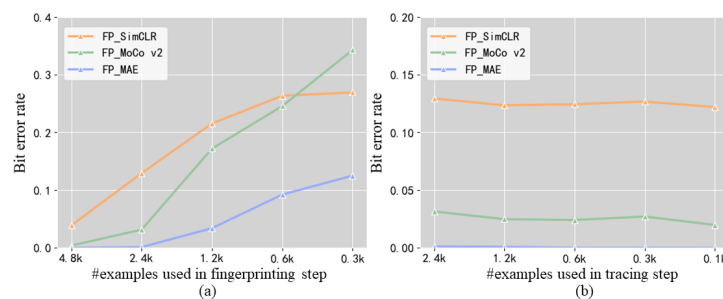 0.4
0.3
0.2
0.1
0.0
Bit error rate
FP_SimCLR
FP_MoCo v2
FP_MAE
4.8k 2.4k 1.2k 0.6k 0.3k
#examples used in fingerprinting step
(a)
0.20
0.15
0.10
0.05
0.00
Bit error rate
FP_SimCLR
FP_MoCo v2
FP_MAE
2.4k 1.2k 0.6k 0.3k
#examples used in tracing step
(b)